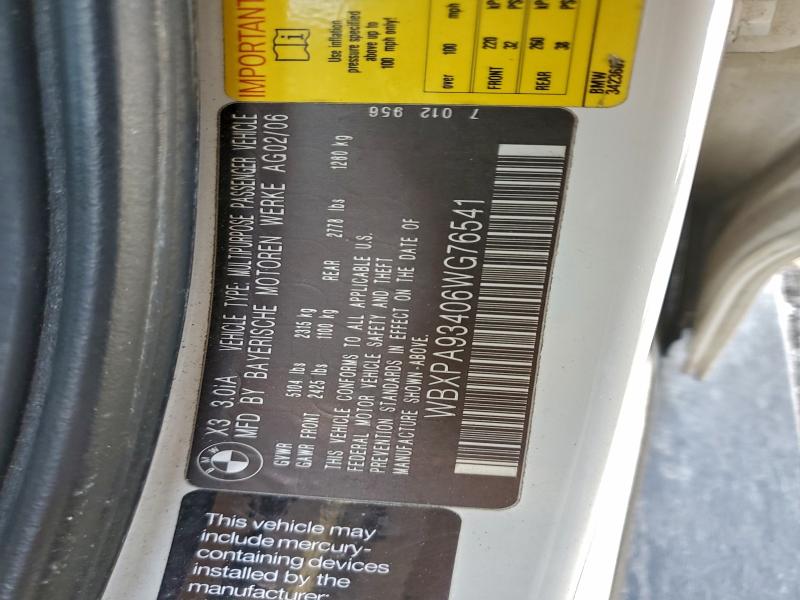 IMPORTANT
Use inflation
pressure specified
above up to
100 mph only!
over 100 mph
FRONT 220 32
REAR 260 38
BMW
X3 3.0IA VEHICLE TYPE: MULTIPURPOSE PASSENGER VEHICLE
MFD BY BAYERISCHE MOTOREN WERKE AG02/06
GVWR 5104 lbs 2315 kg
GAWR FRONT 2425 lbs 1100 kg REAR 2778 lbs 1260 kg
THIS VEHICLE CONFORMS TO ALL APPLICABLE U.S.
FEDERAL MOTOR VEHICLE SAFETY AND THEFT
PREVENTION STANDARDS IN EFFECT ON THE DATE OF
MANUFACTURE SHOWN-ABOVE.
WBXPA93406WG76541
7 012 956
This vehicle may
include mercury-
containing devices
installed by the
manufacturer: